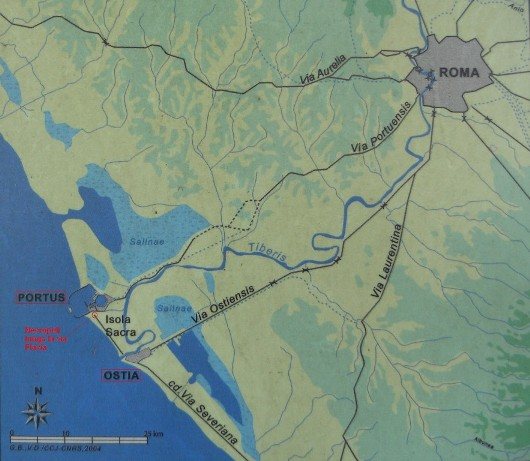 Via Aurelia
ROMA
Via Portuensis
Salinae
Tiberis
Via Laurentina
PORTUS
Salinae
Via Ostiensis
Isola
Sacra
OSTIA
cd.Via Severiana
N
0 10 25 km